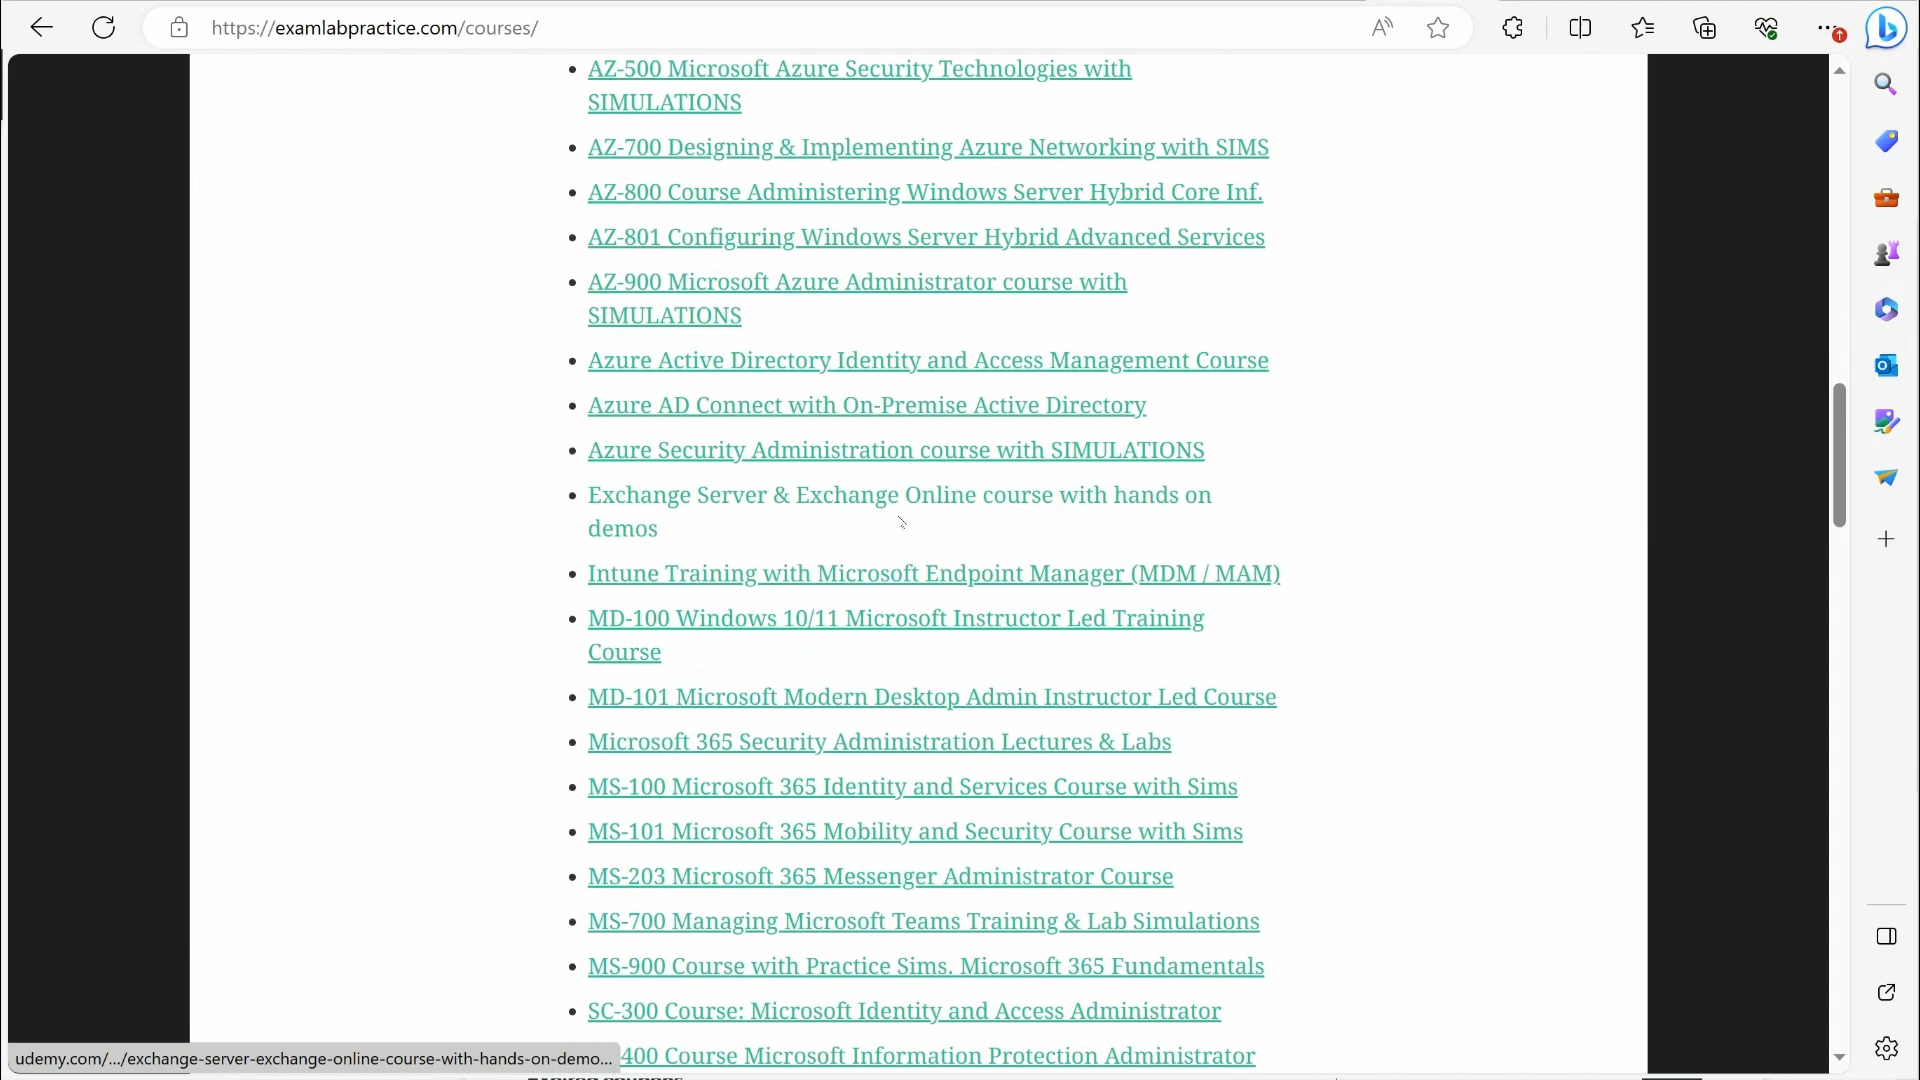 https://examlabpractice.com/courses/
AZ-500 Microsoft Azure Security Technologies with
SIMULATIONS
AZ-700 Designing & Implementing Azure Networking with SIMS
AZ-800 Course Administering Windows Server Hybrid Core Inf.
AZ-801 Configuring Windows Server Hybrid Advanced Services
AZ-900 Microsoft Azure Administrator course with
SIMULATIONS
Azure Active Directory Identity and Access Management Course
Azure AD Connect with On-Premise Active Directory
Azure Security Administration course with SIMULATIONS
Exchange Server & Exchange Online course with hands on
demos
Intune Training with Microsoft Endpoint Manager (MDM / MAM)
MD-100 Windows 10/11 Microsoft Instructor Led Training
Course
MD-101 Microsoft Modern Desktop Admin Instructor Led Course
Microsoft 365 Security Administration Lectures & Labs
MS-100 Microsoft 365 Identity and Services Course with Sims
MS-101 Microsoft 365 Mobility and Security Course with Sims
MS-203 Microsoft 365 Messenger Administrator Course
MS-700 Managing Microsoft Teams Training & Lab Simulations
MS-900 Course with Practice Sims. Microsoft 365 Fundamentals
SC-300 Course: Microsoft Identity and Access Administrator
400 Course Microsoft Information Protection Administrator
udemy.com/.../exchange-server-exchange-online-course-with-hands-on-demo...